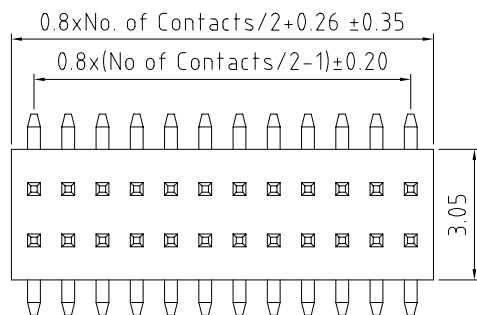 0.8xNo. of Contacts/2+0.26 ±0.35
0.8x(No of Contacts/2-1)±0.20
3.05